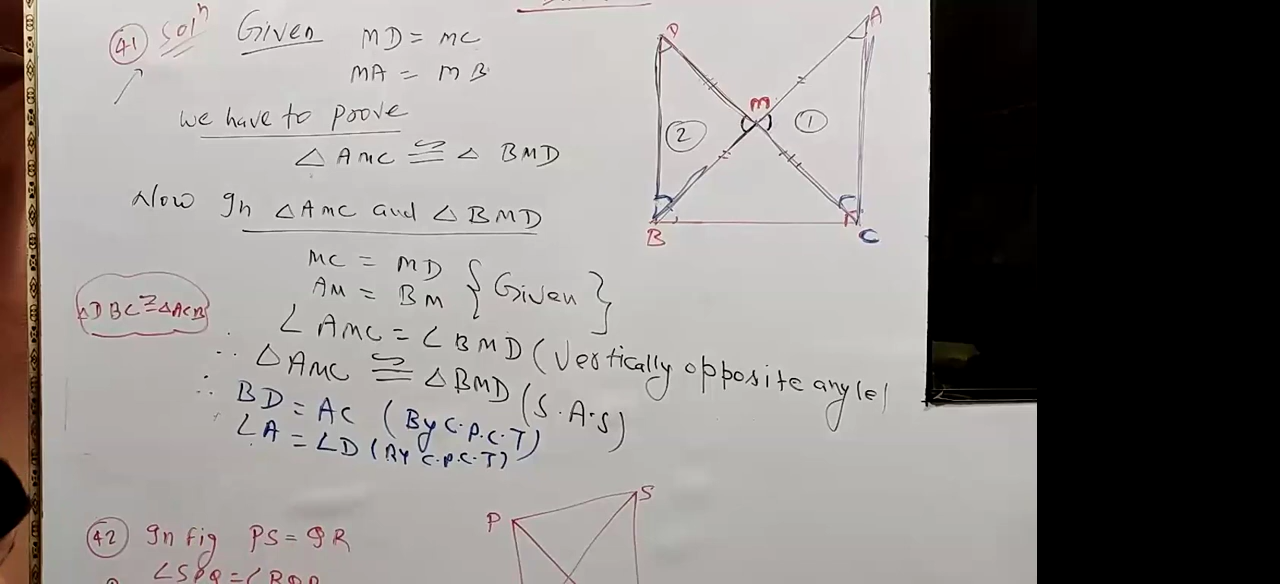 41 Solⁿ Given MD = MC
MA = MB
we have to prove
△ AMC ≅ △ BMD
Now In △AMC and △BMD
MC = MD
AM = BM { Given }
∠ AMC = ∠ BMD (Vertically opposite angle)
∴ △AMC ≅ △BMD (S.A.S)
∴ BD = AC (By C.P.C.T)
∠A = ∠D (By C.P.C.T)
△DBC ≅ △ACB
D
A
M
2
1
B
C
42 In fig PS = QR
P
S